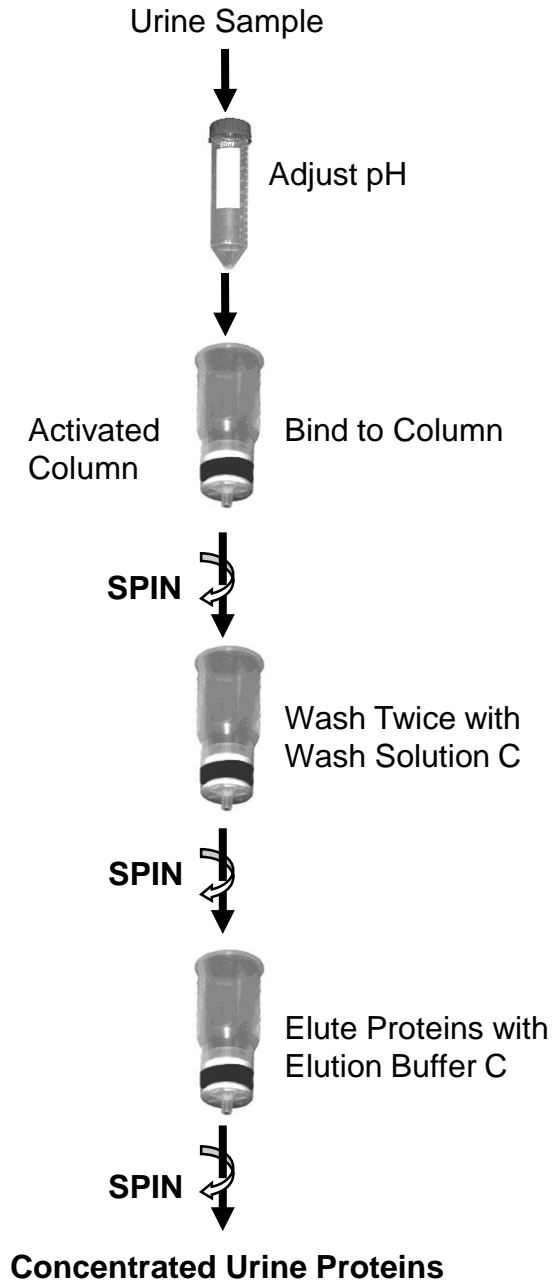 Urine Sample
Adjust pH
Activated
Column
Bind to Column
SPIN
Wash Twice with
Wash Solution C
SPIN
Elute Proteins with
Elution Buffer C
SPIN
Concentrated Urine Proteins